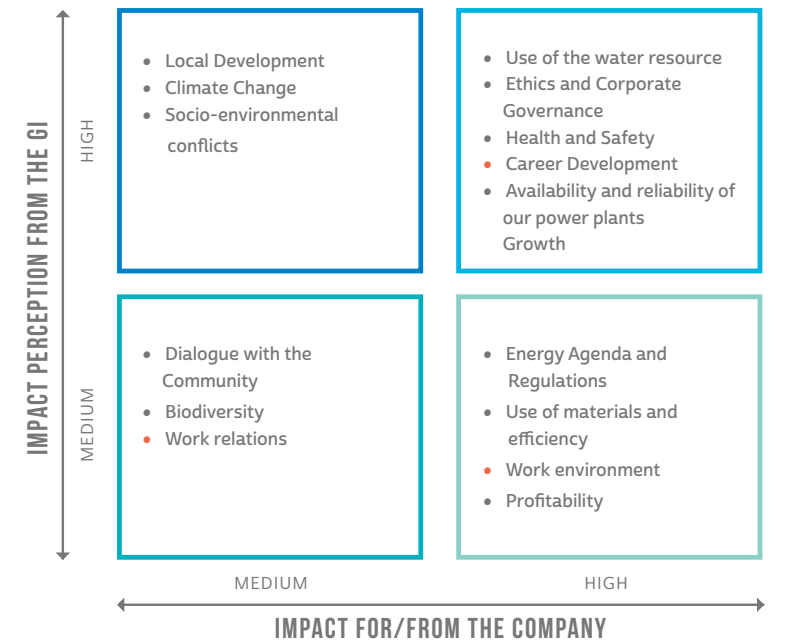 IMPACT PERCEPTION FROM THE GI
HIGH
MEDIUM
• Local Development
• Climate Change
• Socio-environmental
conflicts
• Use of the water resource
• Ethics and Corporate
Governance
• Health and Safety
• Career Development
• Availability and reliability of
our power plants
Growth
• Dialogue with the
Community
• Biodiversity
• Work relations
• Energy Agenda and
Regulations
• Use of materials and
efficiency
• Work environment
• Profitability
MEDIUM
HIGH
IMPACT FOR/FROM THE COMPANY